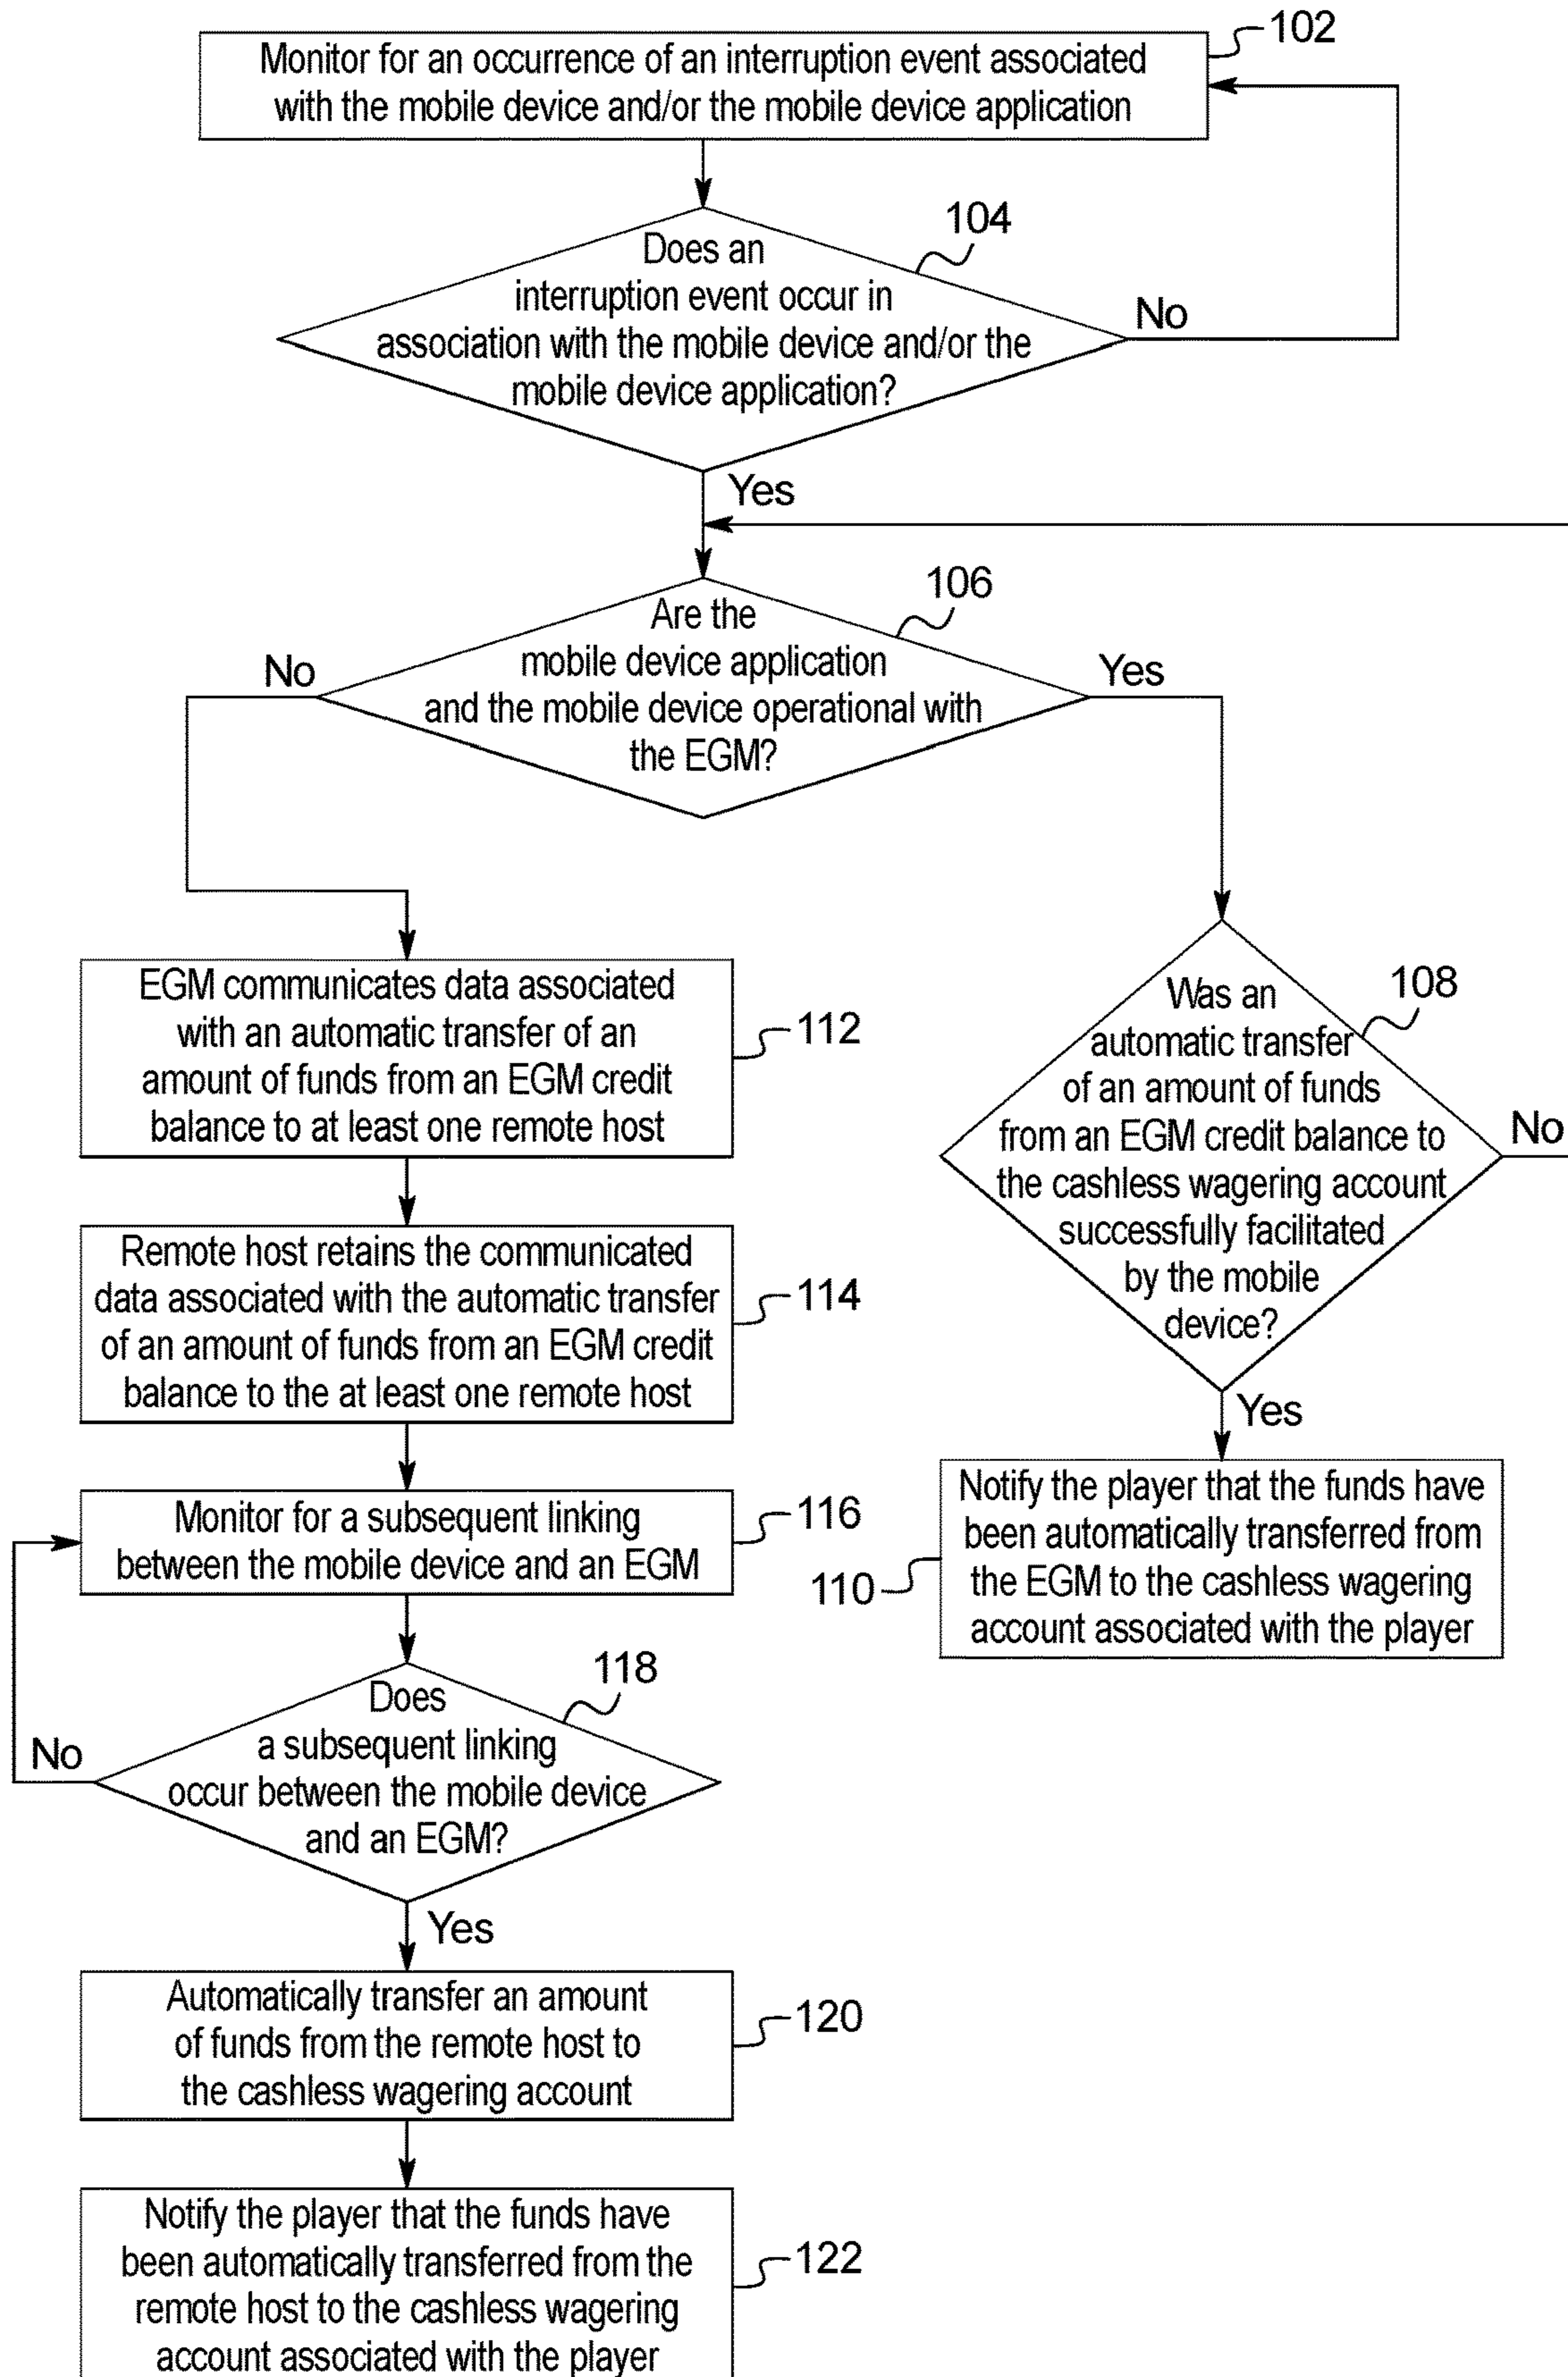 102
Monitor for an occurrence of an interruption event associated
with the mobile device and/or the mobile device application
104
Does an
interruption event occur in
association with the mobile device and/or the
mobile device application?
No
Yes
106
Are the
mobile device application
and the mobile device operational with
the EGM?
No
Yes
108
Was an
automatic transfer
of an amount of funds
from an EGM credit balance to
the cashless wagering account
successfully facilitated
by the mobile
device?
No
Yes
110
Notify the player that the funds have
been automatically transferred from
the EGM to the cashless wagering
account associated with the player
EGM communicates data associated
with an automatic transfer of an
amount of funds from an EGM credit
balance to at least one remote host
112
Remote host retains the communicated
data associated with the automatic transfer
of an amount of funds from an EGM credit
balance to the at least one remote host
114
Monitor for a subsequent linking
between the mobile device and an EGM
116
118
Does
a subsequent linking
occur between the mobile device
and an EGM?
No
Yes
Automatically transfer an amount
of funds from the remote host to
the cashless wagering account
120
Notify the player that the funds have
been automatically transferred from the
remote host to the cashless wagering
account associated with the player
122